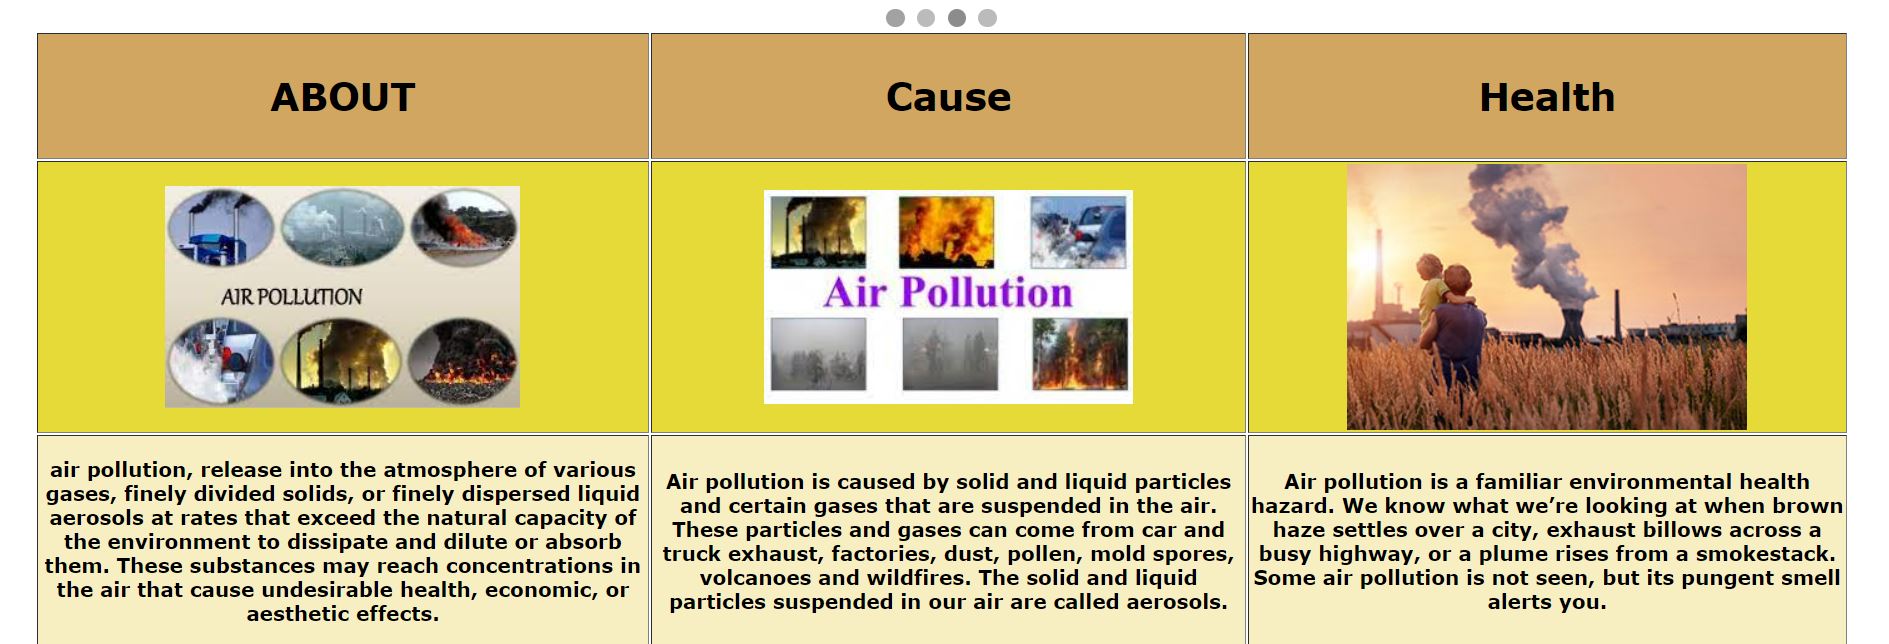 ABOUT
Cause
Health
AIR POLLUTION
Air Pollution
air pollution, release into the atmosphere of various
gases, finely divided solids, or finely dispersed liquid
aerosols at rates that exceed the natural capacity of
the environment to dissipate and dilute or absorb
them. These substances may reach concentrations in
the air that cause undesirable health, economic, or
aesthetic effects.
Air pollution is caused by solid and liquid particles
and certain gases that are suspended in the air.
These particles and gases can come from car and
truck exhaust, factories, dust, pollen, mold spores,
volcanoes and wildfires. The solid and liquid
particles suspended in our air are called aerosols.
Air pollution is a familiar environmental health
hazard. We know what we’re looking at when brown
haze settles over a city, exhaust billows across a
busy highway, or a plume rises from a smokestack.
Some air pollution is not seen, but its pungent smell
alerts you.